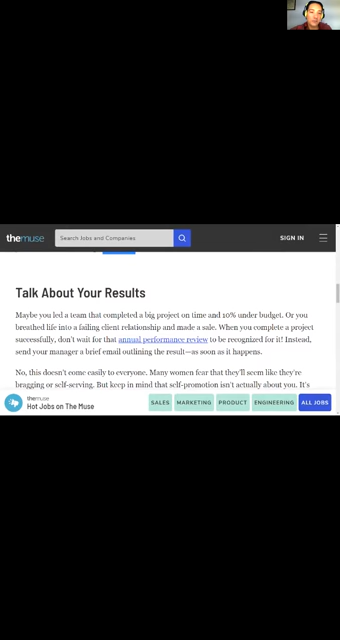 themuse
Search Jobs and Companies
SIGN IN
Talk About Your Results
Maybe you led a team that completed a big project on time and 10% under budget. Or you
breathed life into a failing client relationship and made a sale. When you complete a project
successfully, don't wait for that annual performance review to be recognized for it! Instead,
send your manager a brief email outlining the result—as soon as it happens.
No, this doesn't come easily to everyone. Many women fear that they'll seem like they're
bragging or self-serving. But keep in mind that self-promotion isn't actually about you. It's
themuse
Hot Jobs on The Muse
SALES
MARKETING
PRODUCT
ENGINEERING
ALL JOBS